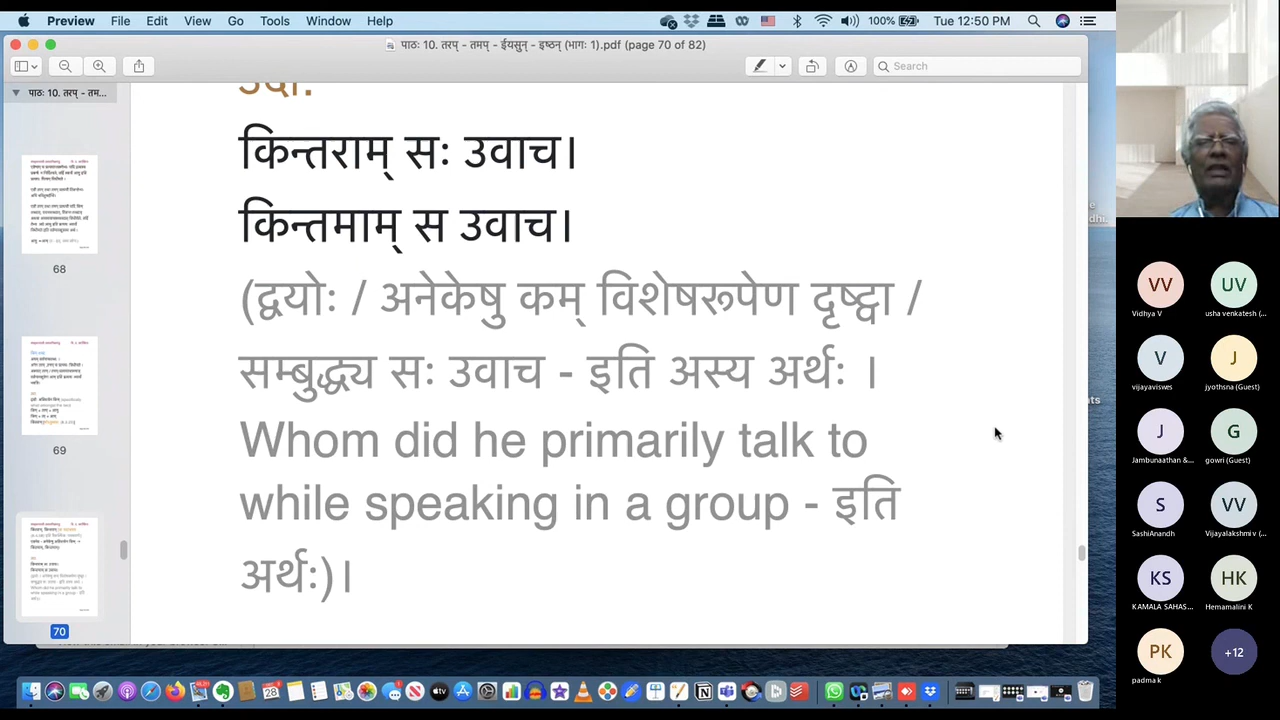 Preview File Edit View Go Tools Window Help 100% Tue 12:50 PM
पाठः 10. तरप् - तमप् - ईयसुन् - इष्ठन् (भागः 1).pdf (page 70 of 82)
Search
पाठः 10. तरप् - तम...
68
69
70
उदा.
किन्तराम् सः उवाच।
किन्तमाम् स उवाच।
(द्वयोः / अनेकेषु कम् विशेषरूपेण दृष्ट्वा /
सम्बुद्ध्य सः उवाच - इति अस्य अर्थः ।
Whom did he primarily talk to
while speaking in a group - इति
अर्थः)।
VV
Vidhya V
UV
usha venkatesh (...
V
vijayaviswes
J
jyothsna (Guest)
J
Jambunaathan &...
G
gowri (Guest)
S
SashiAnandh
VV
Vijayalakshmi v (...
KS
KAMALA SAHAS...
HK
Hemamalini K
PK
padma k
+12